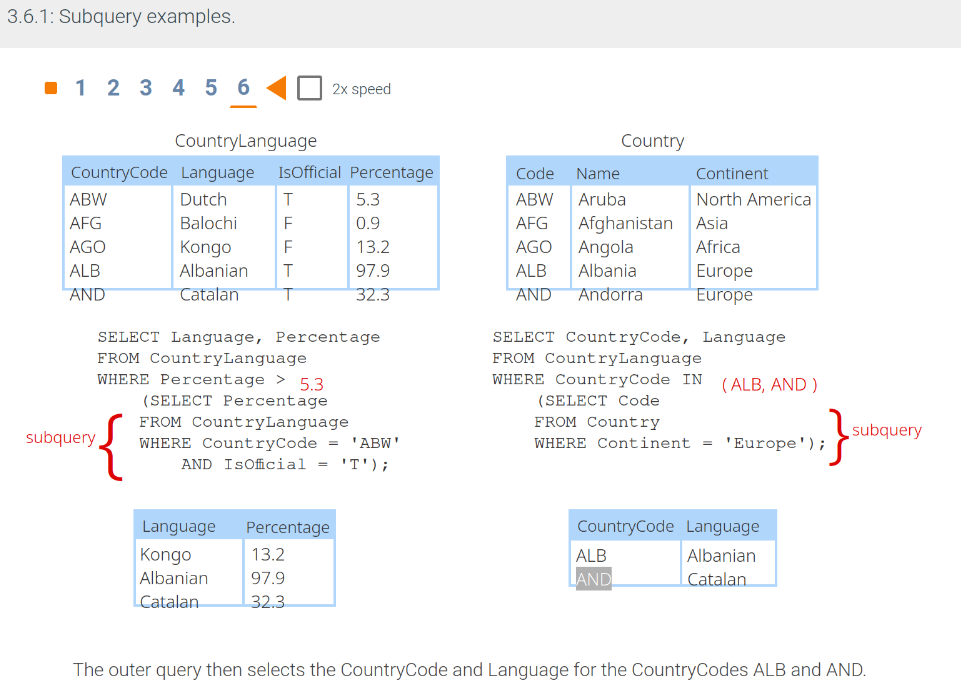 3.6.1: Subquery examples.
1 2 3 4 5 6 2x speed
CountryLanguage
CountryCode Language IsOfficial Percentage
ABW Dutch T 5.3
AFG Balochi F 0.9
AGO Kongo F 13.2
ALB Albanian T 97.9
AND Catalan T 32.3
Country
Code Name Continent
ABW Aruba North America
AFG Afghanistan Asia
AGO Angola Africa
ALB Albania Europe
AND Andorra Europe
SELECT Language, Percentage
FROM CountryLanguage
WHERE Percentage > 5.3
(SELECT Percentage
FROM CountryLanguage
WHERE CountryCode = 'ABW'
AND IsOfficial = 'T');
subquery
SELECT CountryCode, Language
FROM CountryLanguage
WHERE CountryCode IN ( ALB, AND )
(SELECT Code
FROM Country
WHERE Continent = 'Europe');
subquery
Language Percentage
Kongo 13.2
Albanian 97.9
Catalan 32.3
CountryCode Language
ALB Albanian
AND Catalan
The outer query then selects the CountryCode and Language for the CountryCodes ALB and AND.